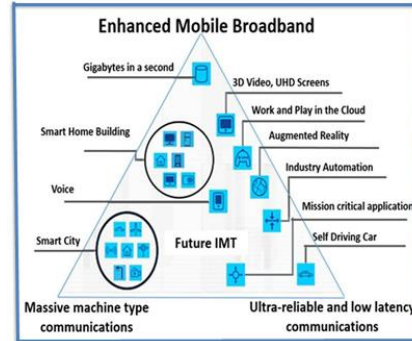 Enhanced Mobile Broadband
Gigabytes in a second
3D Video, UHD Screens
Work and Play in the Cloud
Smart Home Building
Augmented Reality
Industry Automation
Voice
Mission critical application
Smart City
Self Driving Car
Future IMT
Massive machine type
communications
Ultra-reliable and low latency
communications